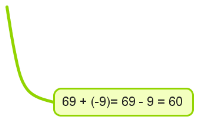 69 + (-9)= 69 - 9 = 60